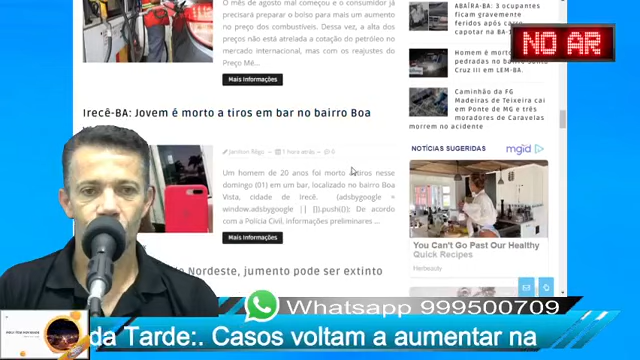 O mês de agosto mal começou e o consumidor já
precisará preparar o bolso para mais um aumento
no preço dos combustíveis. Dessa vez, a alta dos
preços não está atrelada a cotação do petróleo no
mercado internacional, mas com os reajustes do
Preço Mé...
Mais Informações
Irecê-BA: Jovem é morto a tiros em bar no bairro Boa
1 hora atrás
0
Um homem de 20 anos foi morto a tiros nesse
domingo (01) em um bar, localizado no bairro Boa
Vista, cidade de Irecê. (adsbygoogle =
window.adsbygoogle || []).push({}); De acordo
com a Polícia Civil, informações preliminares ...
Mais Informações
Nordeste, jumento pode ser extinto
ABAÍRA-BA: 3 ocupantes
ficam gravemente
feridos após carro
capotar na BA-1
NO AR
Homem é morto
pedradas no bairro Santa
Cruz III em LEM-BA.
Caminhão da FG
Madeiras de Teixeira cai
em Ponte de MG e três
moradores de Caravelas
morrem no acidente
NOTÍCIAS SUGERIDAS
mgid
You Can't Go Past Our Healthy
Quick Recipes
Herbeauty
Whatsapp 999500709
da Tarde:. Casos voltam a aumentar na